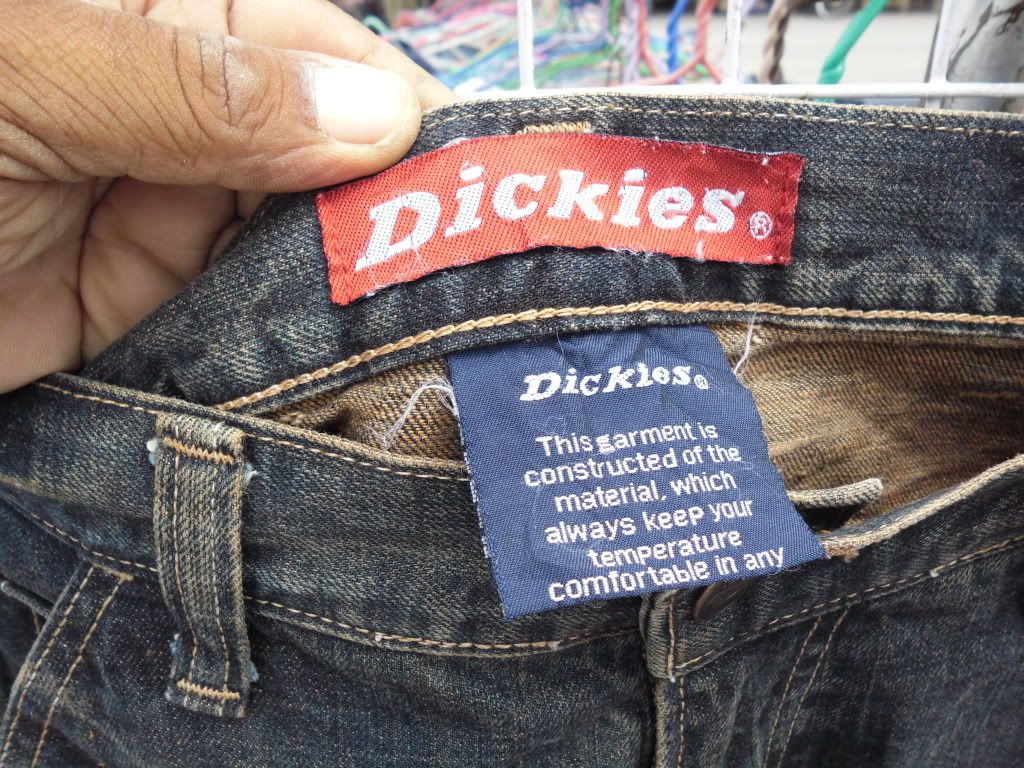 Dickies®
Dickies®
This garment is
constructed of the
material, which
always keep your
temperature
comfortable in any